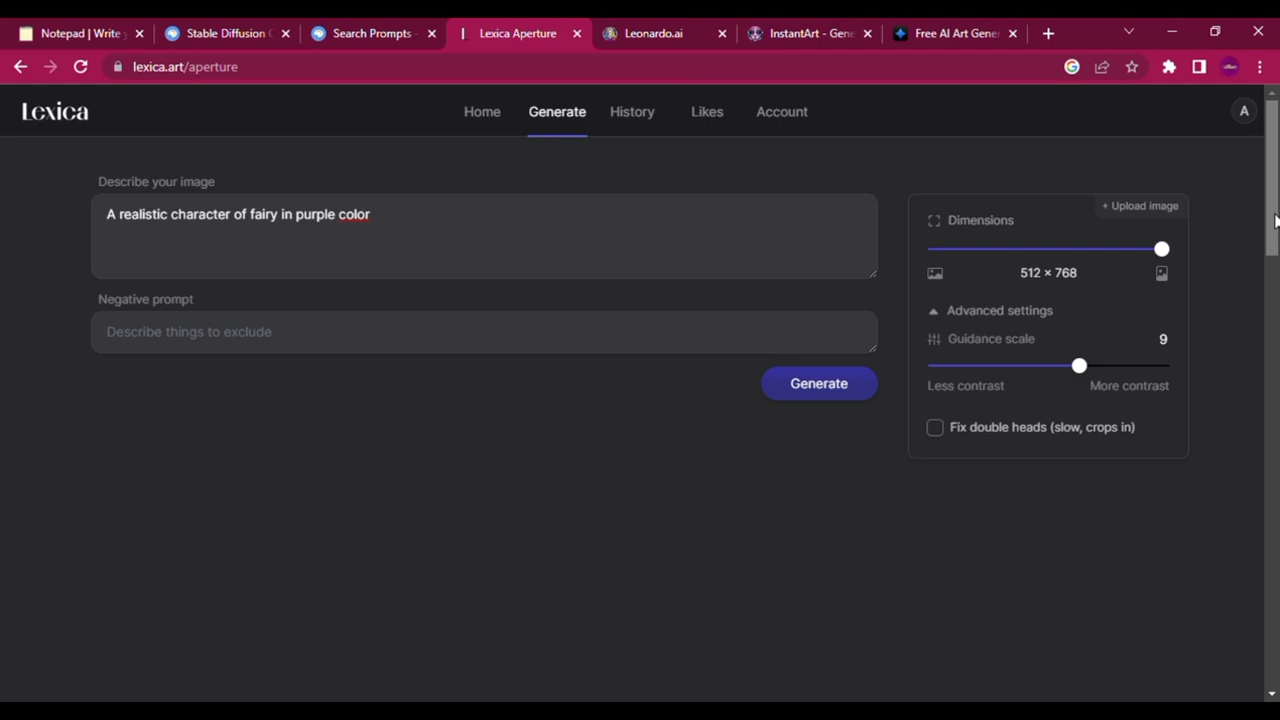 Notepad | Write
Stable Diffusion
Search Prompts
Lexica Aperture
Leonardo.ai
InstantArt - Gene
Free AI Art Gene
lexica.art/aperture
Lexica
Home
Generate
History
Likes
Account
A
Describe your image
A realistic character of fairy in purple color
Negative prompt
Describe things to exclude
Generate
+ Upload image
Dimensions
512 × 768
Advanced settings
Guidance scale 9
Less contrast More contrast
Fix double heads (slow, crops in)